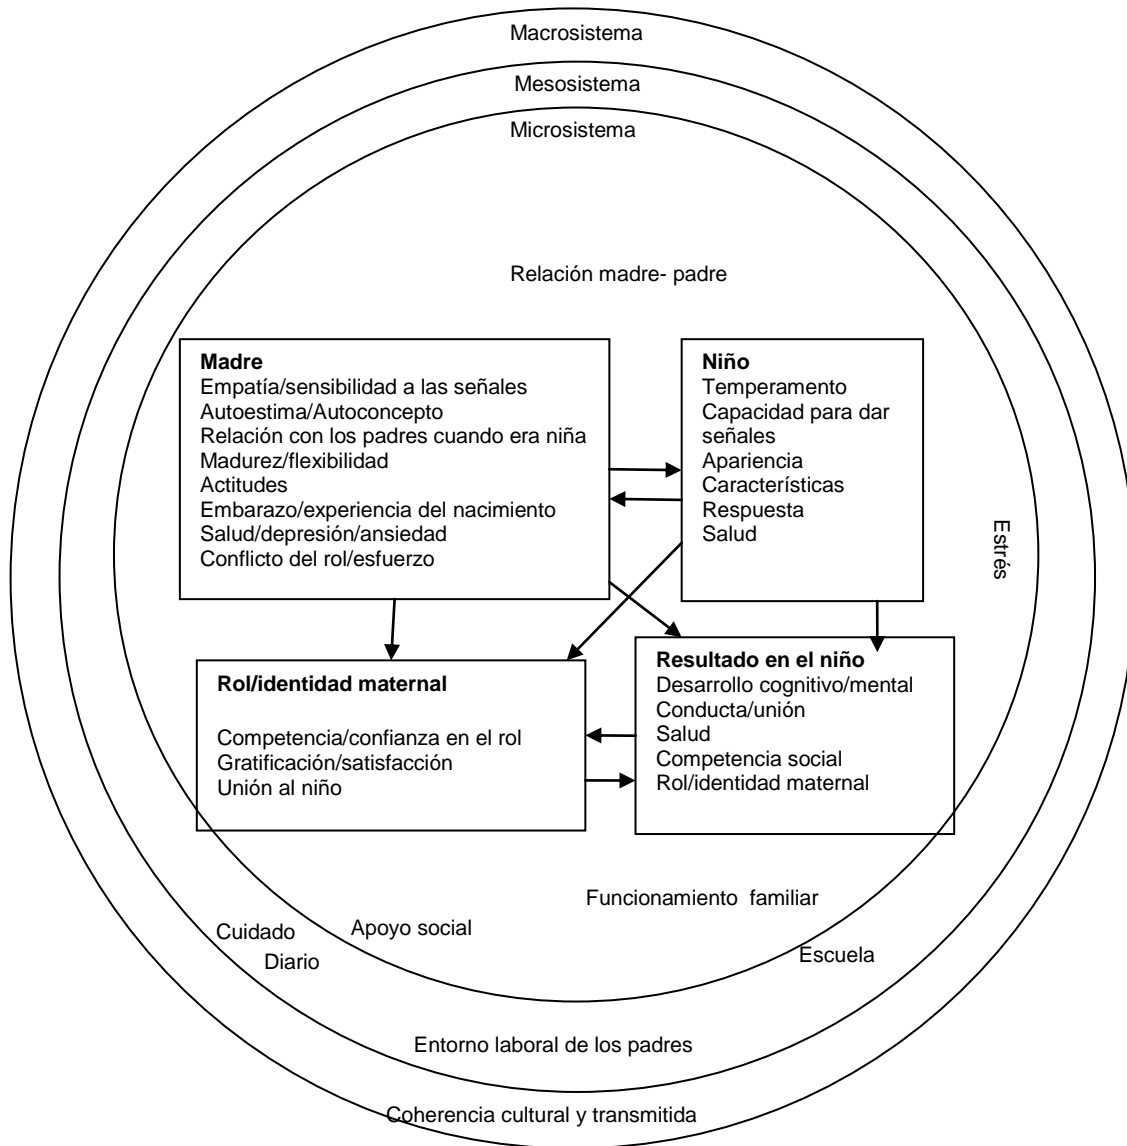 Macrosistema
Mesosistema
Microsistema
Relación madre- padre
Madre
Empatía/sensibilidad a las señales
Autoestima/Autoconcepto
Relación con los padres cuando era niña
Madurez/flexibilidad
Actitudes
Embarazo/experiencia del nacimiento
Salud/depresión/ansiedad
Conflicto del rol/esfuerzo
Niño
Temperamento
Capacidad para dar
señales
Apariencia
Características
Respuesta
Salud
Estrés
Rol/identidad maternal
Competencia/confianza en el rol
Gratificación/satisfacción
Unión al niño
Resultado en el niño
Desarrollo cognitivo/mental
Conducta/unión
Salud
Competencia social
Rol/identidad maternal
Funcionamiento  familiar
Apoyo social
Cuidado
Diario
Escuela
Entorno laboral de los padres
Coherencia cultural y transmitida